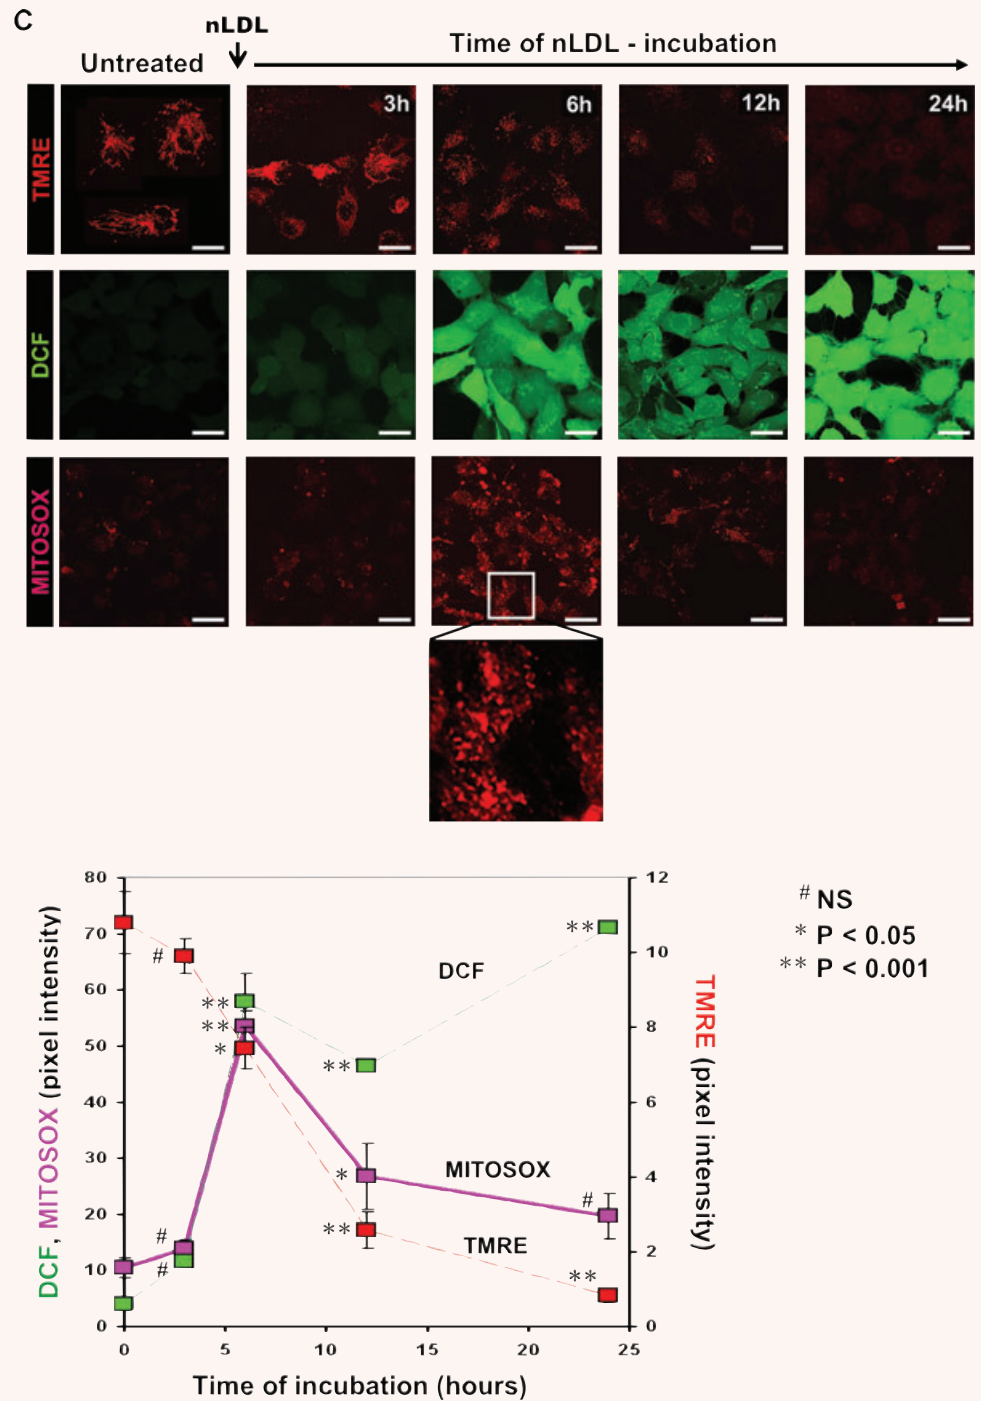 C
nLDL
Time of nLDL - incubation
Untreated
3h
6h
12h
24h
TMRE
DCF
MITOSOX
80
70
60
50
40
30
20
10
0
12
10
8
6
4
2
0
0
5
10
15
20
25
DCF, MITOSOX (pixel intensity)
TMRE (pixel intensity)
Time of incubation (hours)
DCF
MITOSOX
TMRE
#
#
#
**
**
*
**
*
**
**
#
**
# NS
* P < 0.05
** P < 0.001